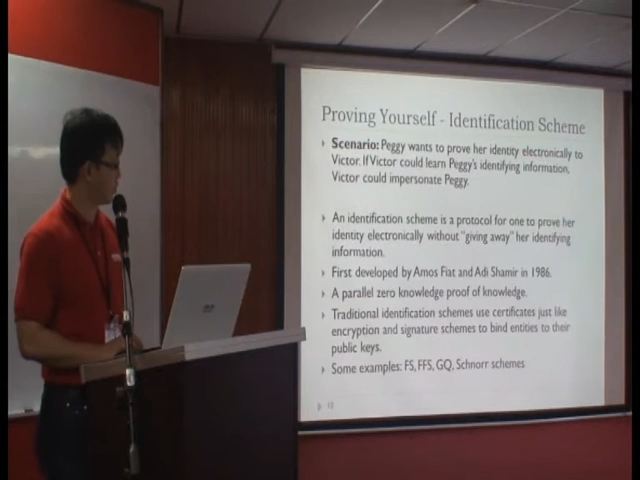 Proving Yourself - Identification Scheme
Scenario: Peggy wants to prove her identity electronically to
Victor. If Victor could learn Peggy's identifying information,
Victor could impersonate Peggy.
An identification scheme is a protocol for one to prove her
identity electronically without "giving away" her identifying
information.
First developed by Amos Fiat and Adi Shamir in 1986.
A parallel zero knowledge proof of knowledge.
Traditional identification schemes use certificates just like
encryption and signature schemes to bind entities to their
public keys.
Some examples: FS, FFS, GQ, Schnorr schemes